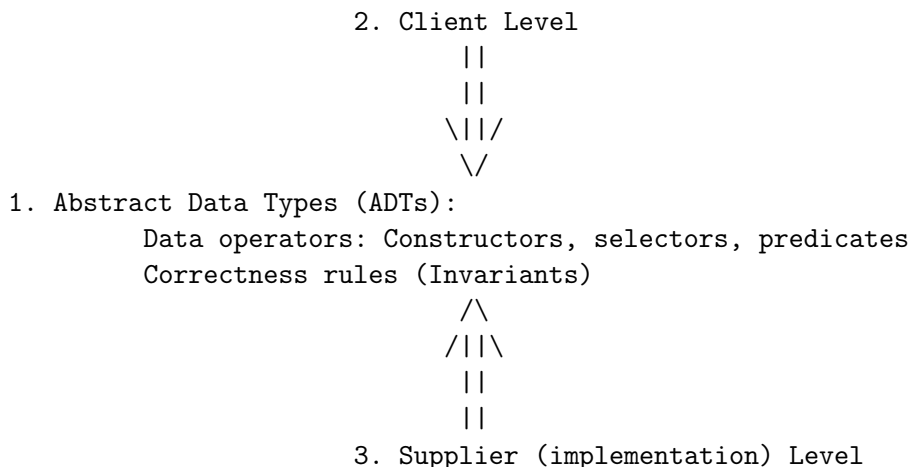 2. Client Level
||
||
\||/
\/
1. Abstract Data Types (ADTs):
Data operators: Constructors, selectors, predicates
Correctness rules (Invariants)
/\
/||\
||
||
3. Supplier (implementation) Level